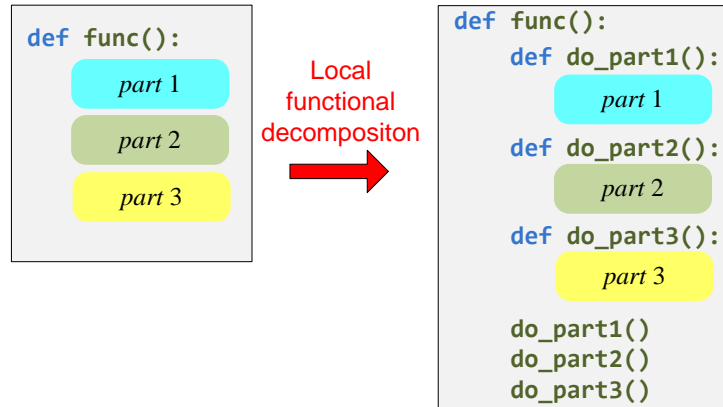 def func():
part 1
part 2
part 3
Local
functional
decompositon
def func():
def do_part1():
part 1
def do_part2():
part 2
def do_part3():
part 3
do_part1()
do_part2()
do_part3()